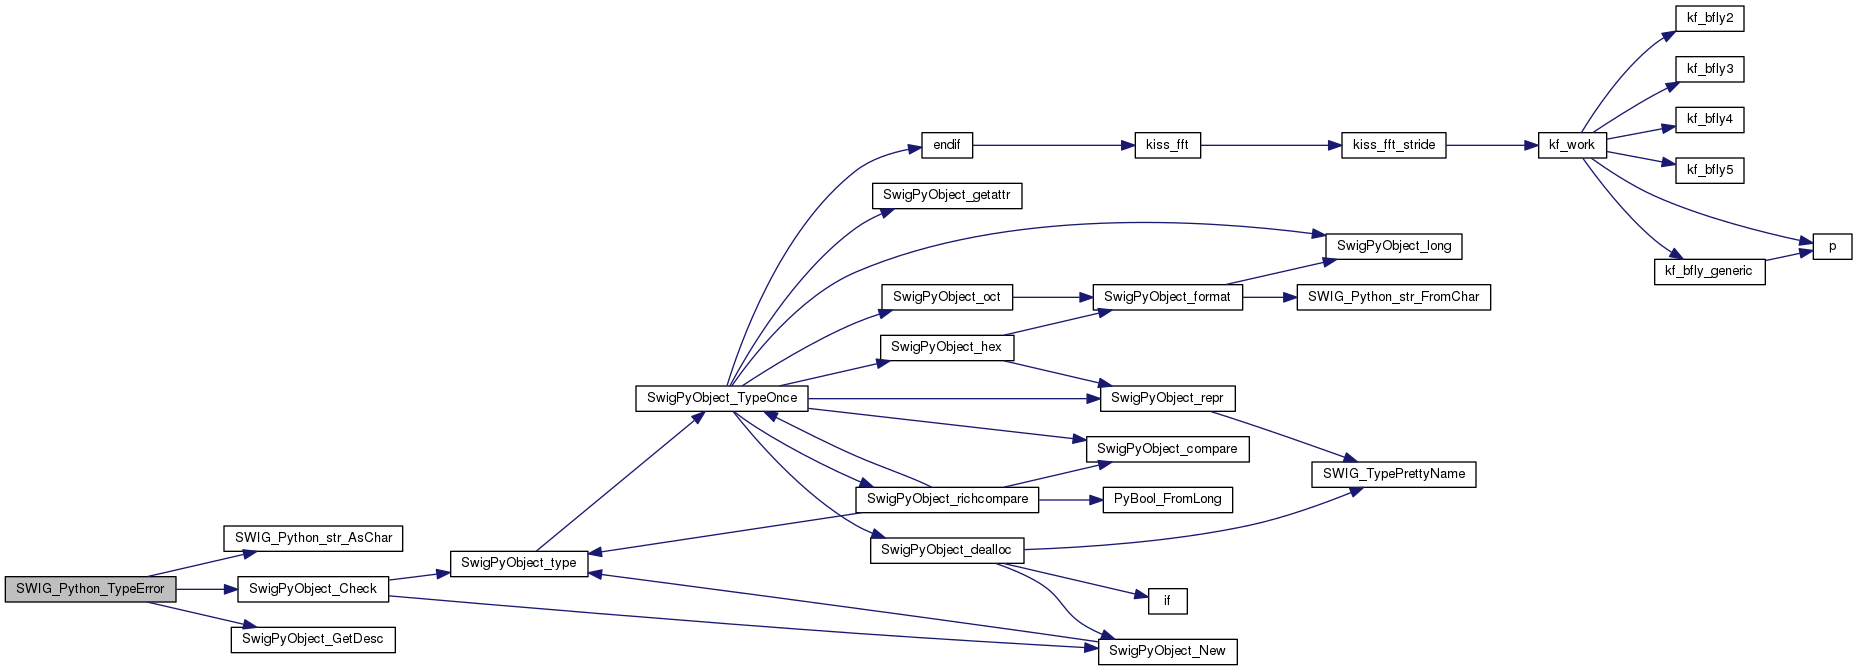 kf_bfly2
kf_bfly3
kf_bfly4
endif
kiss_fft
kiss_fft_stride
kf_work
kf_bfly5
SwigPyObject_getattr
SwigPyObject_long
p
kf_bfly_generic
SwigPyObject_oct
SwigPyObject_format
SWIG_Python_str_FromChar
SwigPyObject_hex
SwigPyObject_TypeOnce
SwigPyObject_repr
SwigPyObject_compare
SWIG_TypePrettyName
SwigPyObject_richcompare
PyBool_FromLong
SWIG_Python_str_AsChar
SwigPyObject_dealloc
SwigPyObject_type
SWIG_Python_TypeError
SwigPyObject_Check
if
SwigPyObject_GetDesc
SwigPyObject_New